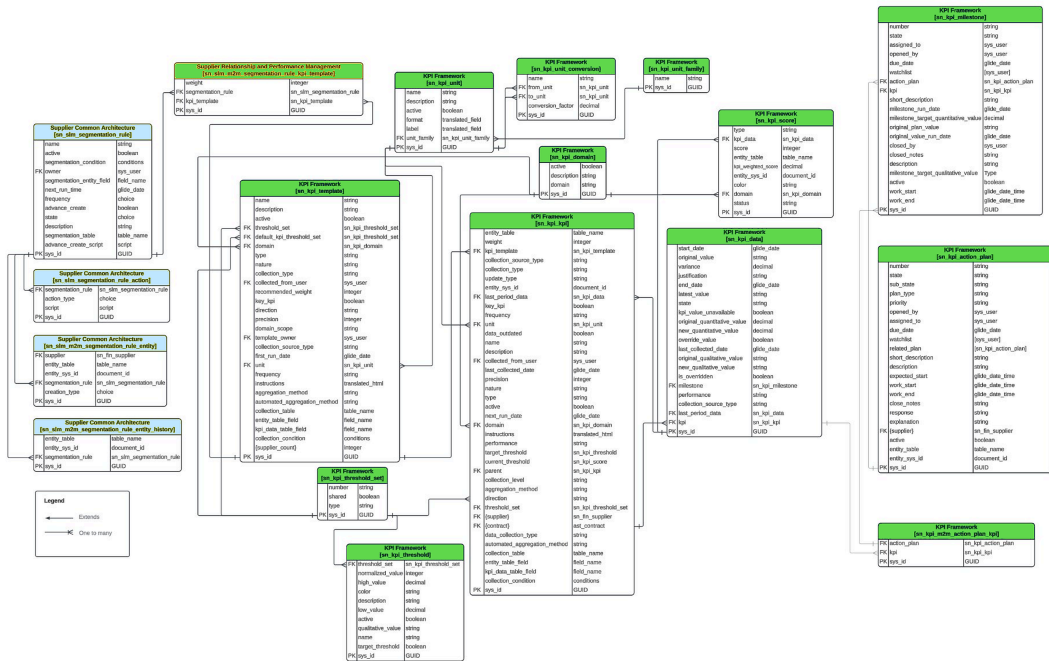 Supplier Relationship and Performance Management
[sn_slm_m2m_segmentation_rule_kpi_template]
weight integer
FK segmentation_rule sn_slm_segmentation_rule
FK kpi_template sn_kpi_template
PK sys_id GUID
KPI Framework
[sn_kpi_unit]
name string
description string
active boolean
format translated_field
label translated_field
FK unit_family sn_kpi_unit_family
PK sys_id GUID
KPI Framework
[sn_kpi_unit_conversion]
name string
FK from_unit sn_kpi_unit
FK to_unit sn_kpi_unit
conversion_factor decimal
PK sys_id GUID
KPI Framework
[sn_kpi_unit_family]
name string
PK sys_id GUID
KPI Framework
[sn_kpi_milestone]
number string
state string
assigned_to sys_user
opened_by sys_user
due_date glide_date
watchlist [sys_user]
FK action_plan sn_kpi_action_plan
FK kpi sn_kpi_kpi
short_description string
milestone_run_date glide_date
milestone_target_quantitative_value decimal
original_plan_value string
original_value_run_date glide_date
closed_by sys_user
closed_notes string
description string
milestone_target_qualitative_value Type
active boolean
work_start glide_date_time
work_end glide_date_time
PK sys_id GUID
KPI Framework
[sn_kpi_score]
type string
FK kpi_data sn_kpi_data
score integer
entity_table table_name
kpi_weighted_score decimal
entity_sys_id document_id
color string
FK domain sn_kpi_domain
status string
PK sys_id GUID
Supplier Common Architecture
[sn_slm_segmentation_rule]
name string
active boolean
segmentation_condition conditions
FK owner sys_user
segmentation_entity_field field_name
next_run_time glide_date
frequency choice
advance_create boolean
state choice
description string
segmentation_table table_name
advance_create_script script
PK sys_id GUID
KPI Framework
[sn_kpi_domain]
active boolean
description string
domain string
PK sys_id GUID
KPI Framework
[sn_kpi_template]
name string
description string
active boolean
FK threshold_set sn_kpi_threshold_set
FK default_kpi_threshold_set sn_kpi_threshold_set
FK domain sn_kpi_domain
type string
nature string
collection_type string
FK collected_from_user sys_user
recommended_weight integer
key_kpi boolean
direction string
precision integer
domain_scope string
FK template_owner sys_user
collection_source_type string
first_run_date glide_date
FK unit sn_kpi_unit
frequency string
instructions translated_html
aggregation_method string
automated_aggregation_method string
collection_table table_name
entity_table_field field_name
kpi_data_table_field field_name
collection_condition conditions
{supplier_count} integer
PK sys_id GUID
KPI Framework
[sn_kpi_kpi]
entity_table table_name
weight integer
FK kpi_template sn_kpi_template
collection_source_type string
collection_type string
update_type string
entity_sys_id document_id
FK last_period_data sn_kpi_data
key_kpi boolean
frequency string
FK unit sn_kpi_unit
data_outdated boolean
name string
description string
FK collected_from_user sys_user
last_collected_date glide_date
precision integer
nature string
type string
active boolean
next_run_date glide_date
FK domain sn_kpi_domain
instructions translated_html
performance string
target_threshold sn_kpi_threshold
current_threshold sn_kpi_score
FK parent sn_kpi_kpi
collection_level string
aggregation_method string
direction string
FK threshold_set sn_kpi_threshold_set
FK {supplier} sn_fin_supplier
FK {contract} ast_contract
data_collection_type string
automated_aggregation_method string
collection_table table_name
entity_table_field field_name
kpi_data_table_field field_name
collection_condition conditions
PK sys_id GUID
KPI Framework
[sn_kpi_data]
start_date glide_date
original_value string
variance decimal
justification string
end_date glide_date
latest_value string
state string
kpi_value_unavailable boolean
original_quantitative_value decimal
new_quantitative_value decimal
override_value boolean
last_collected_date glide_date
original_qualitative_value string
new_qualitative_value string
is_overridden boolean
FK milestone sn_kpi_milestone
performance string
collection_source_type string
FK last_period_data sn_kpi_data
FK kpi sn_kpi_kpi
PK sys_id GUID
KPI Framework
[sn_kpi_action_plan]
number string
state string
sub_state string
plan_type string
priority string
opened_by sys_user
assigned_to sys_user
due_date glide_date
watchlist [sys_user]
related_plan [sn_kpi_action_plan]
short_description string
description string
expected_start glide_date_time
work_start glide_date_time
work_end glide_date_time
close_notes string
response string
explanation string
FK {supplier} sn_fin_supplier
active boolean
entity_table table_name
entity_sys_id document_id
PK sys_id GUID
Supplier Common Architecture
[sn_slm_segmentation_rule_action]
FK segmentation_rule sn_slm_segmentation_rule
action_type choice
script script
PK sys_id GUID
Supplier Common Architecture
[sn_slm_m2m_segmentation_rule_entity]
FK supplier sn_fin_supplier
entity_table table_name
entity_sys_id document_id
FK segmentation_rule sn_slm_segmentation_rule
creation_type choice
PK sys_id GUID
Supplier Common Architecture
[sn_slm_m2m_segmentation_rule_entity_history]
entity_table table_name
entity_sys_id document_id
FK segmentation_rule sn_slm_segmentation_rule
PK sys_id GUID
KPI Framework
[sn_kpi_threshold_set]
number string
shared boolean
type string
PK sys_id GUID
Legend
Extends
One to many
KPI Framework
[sn_kpi_threshold]
FK threshold_set sn_kpi_threshold_set
normalized_value integer
high_value decimal
color string
description string
low_value decimal
active boolean
qualitative_value string
name string
target_threshold boolean
PK sys_id GUID
KPI Framework
[sn_kpi_m2m_action_plan_kpi]
FK action_plan sn_kpi_action_plan
FK kpi sn_kpi_kpi
PK sys_id GUID